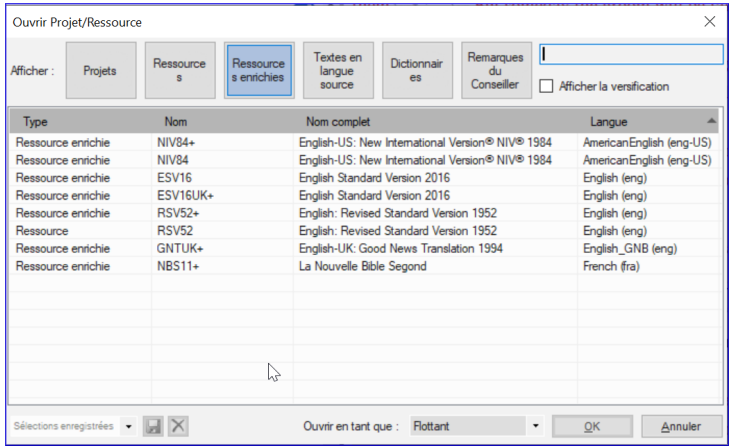 Ouvrir Projet/Ressource
Afficher : Projets Ressource
s Ressource
s enrichies Textes en
langue
source Dictionnair
es Remarques
du
Conseiller
Afficher la versification
Type Nom Nom complet Langue
Ressource enrichie NIV84+ English-US: New International Version® NIV® 1984 AmericanEnglish (eng-US)
Ressource enrichie NIV84 English-US: New International Version® NIV® 1984 AmericanEnglish (eng-US)
Ressource enrichie ESV16 English Standard Version 2016 English (eng)
Ressource enrichie ESV16UK+ English Standard Version 2016 English (eng)
Ressource enrichie RSV52+ English: Revised Standard Version 1952 English (eng)
Ressource RSV52 English: Revised Standard Version 1952 English (eng)
Ressource enrichie GNTUK+ English-UK: Good News Translation 1994 English_GNB (eng)
Ressource enrichie NBS11+ La Nouvelle Bible Segond French (fra)
Sélections enregistrées Ouvrir en tant que : Flottant OK Annuler